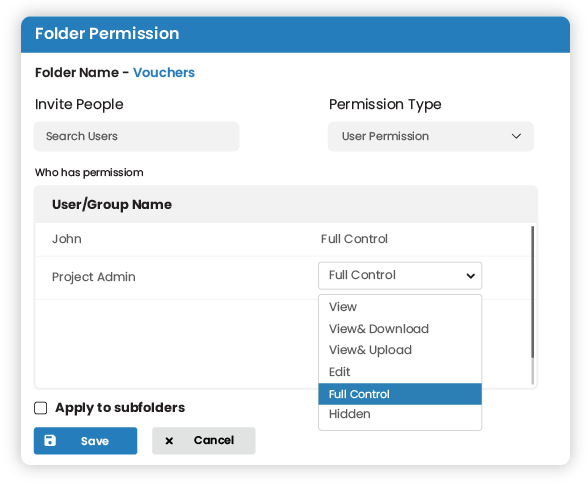 Folder Permission
Folder Name - Vouchers
Invite People Permission Type
Search Users User Permission
Who has permissiom
User/Group Name
John Full Control
Project Admin Full Control
View
View& Download
View& Upload
Edit
Full Control
Hidden
Apply to subfolders
Save Cancel